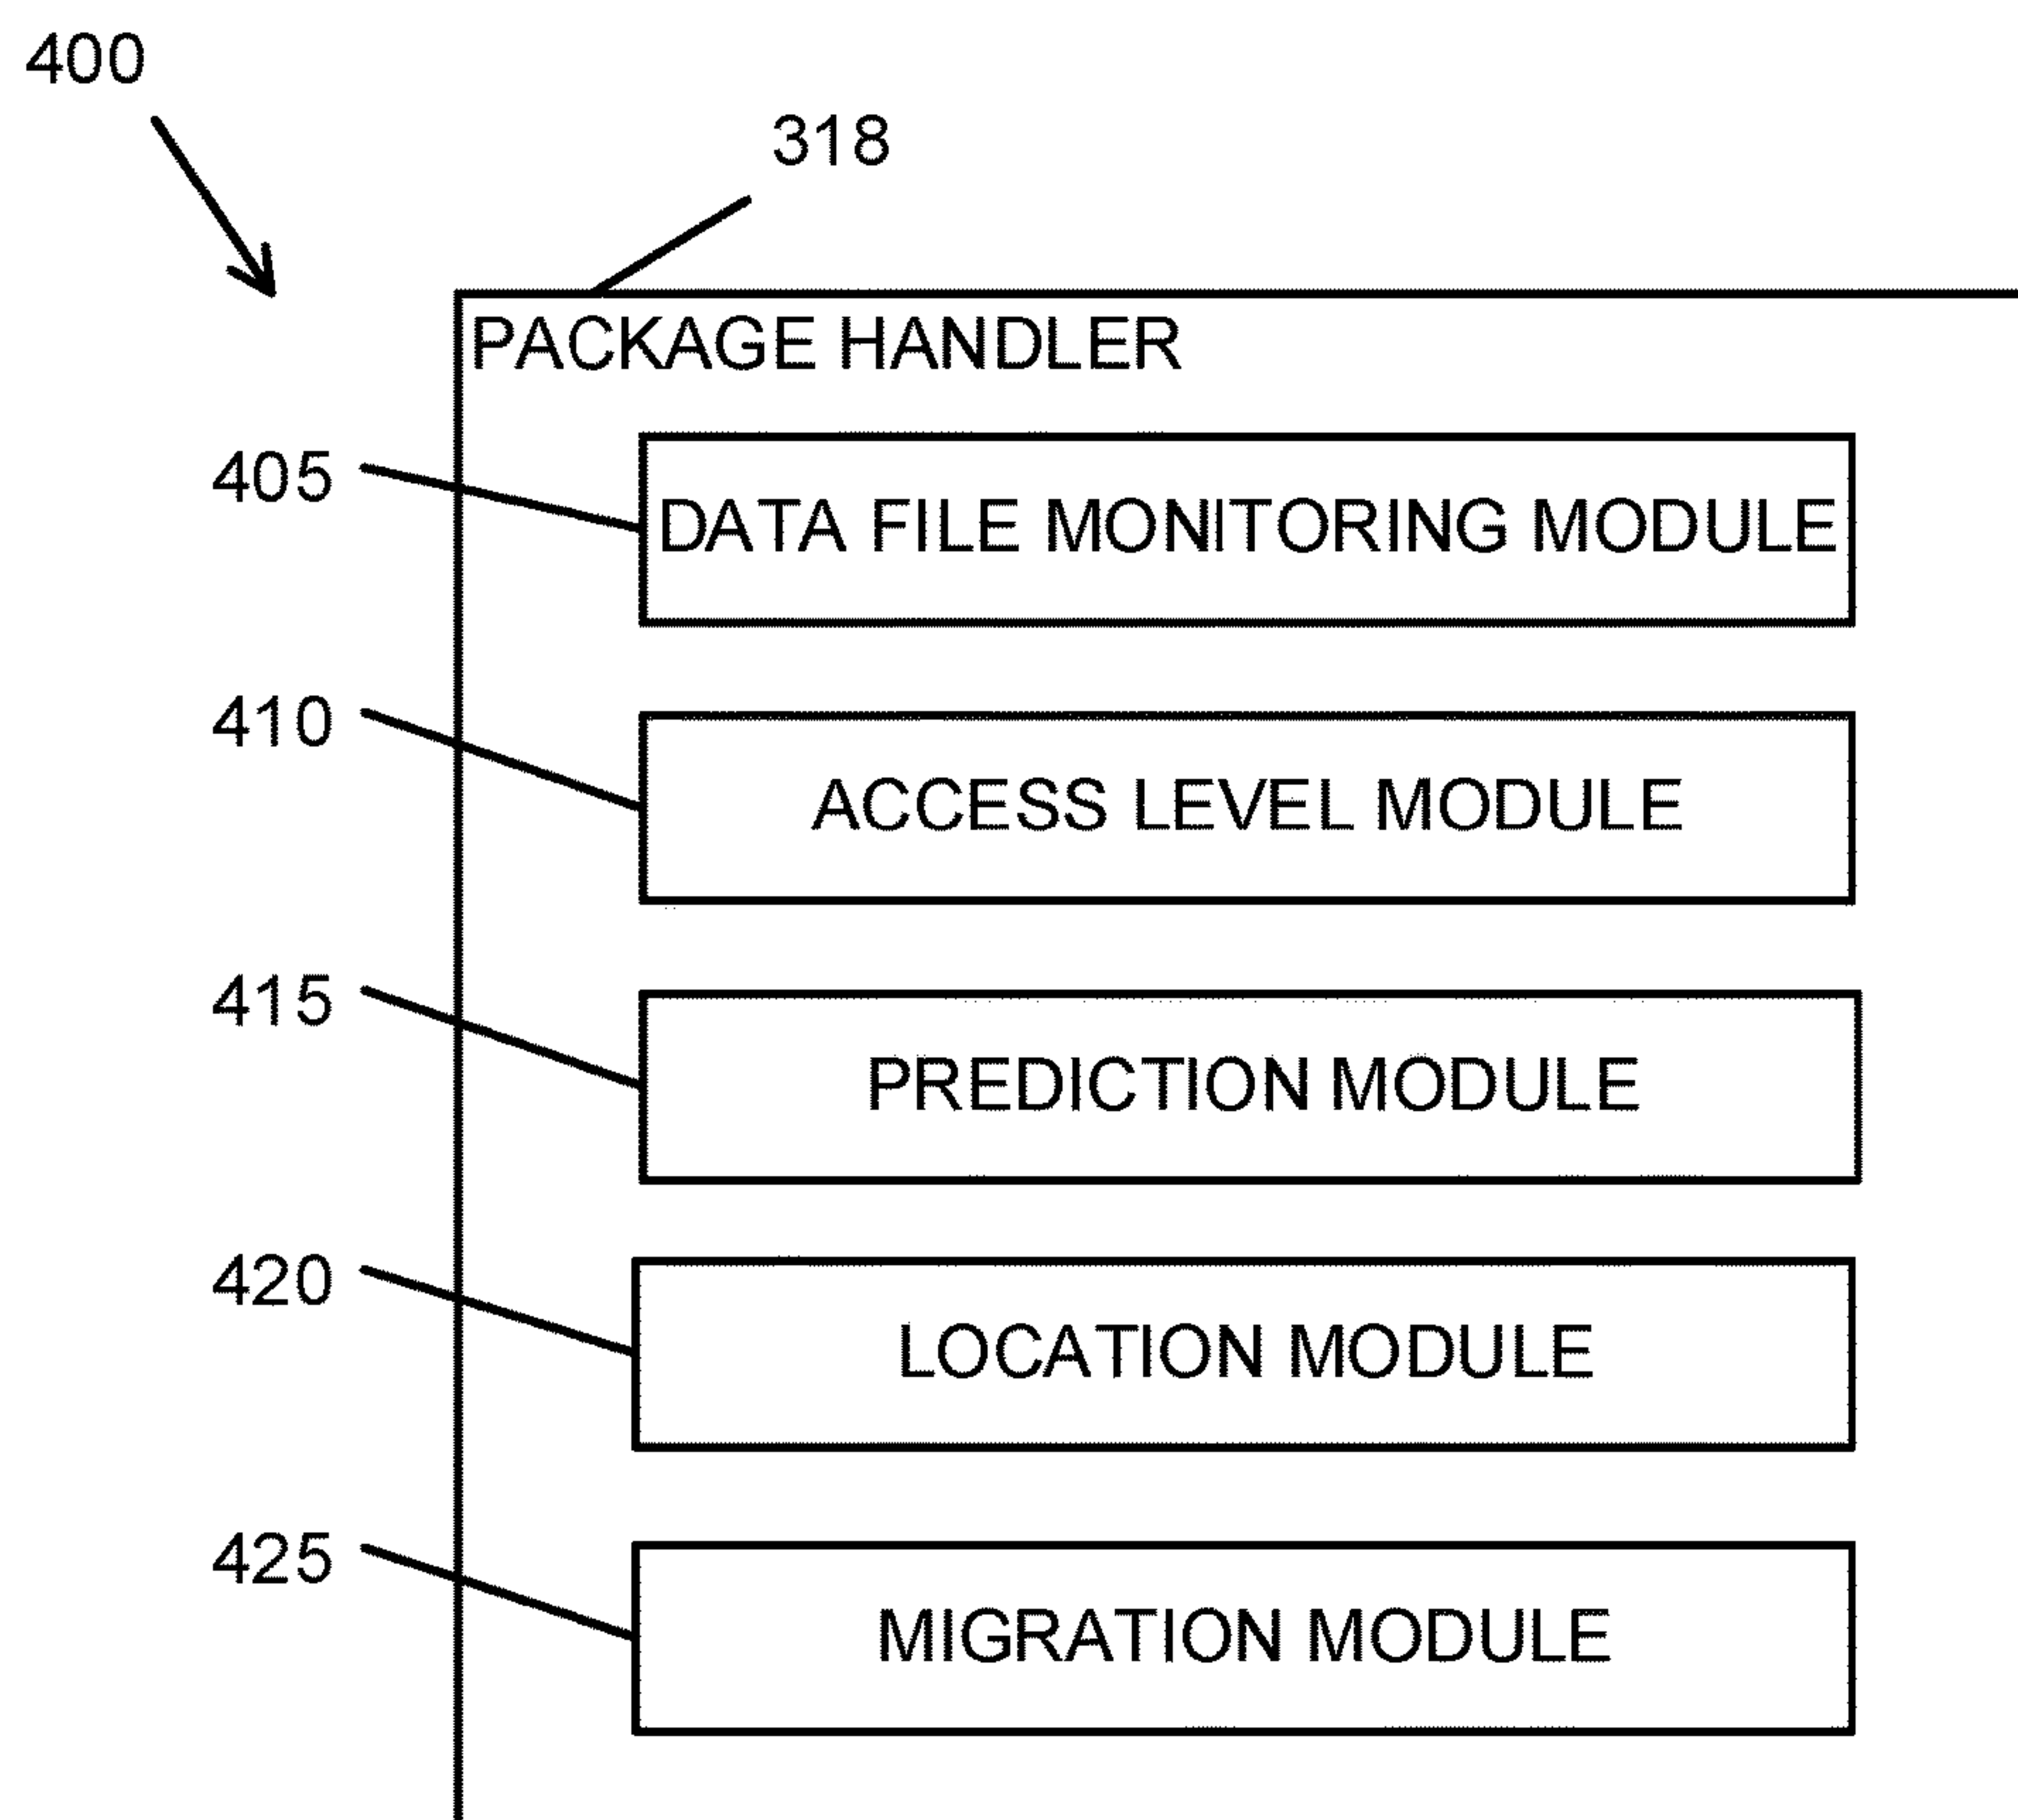 400
318
PACKAGE HANDLER
405
DATA FILE MONITORING MODULE
410
ACCESS LEVEL MODULE
415
PREDICTION MODULE
420
LOCATION MODULE
425
MIGRATION MODULE